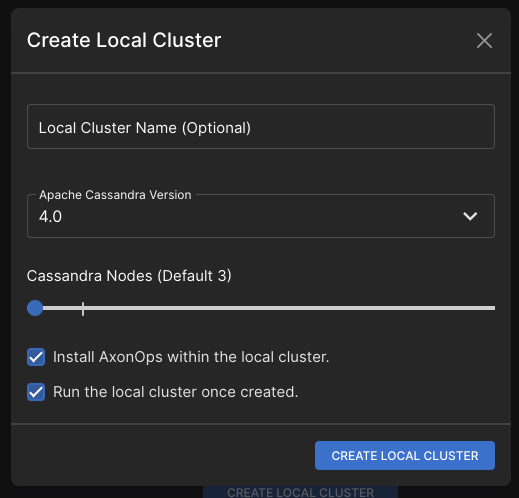 Create Local Cluster
Local Cluster Name (Optional)
Apache Cassandra Version
4.0
Cassandra Nodes (Default 3)
Install AxonOps within the local cluster.
Run the local cluster once created.
CREATE LOCAL CLUSTER
CREATE LOCAL CLUSTER